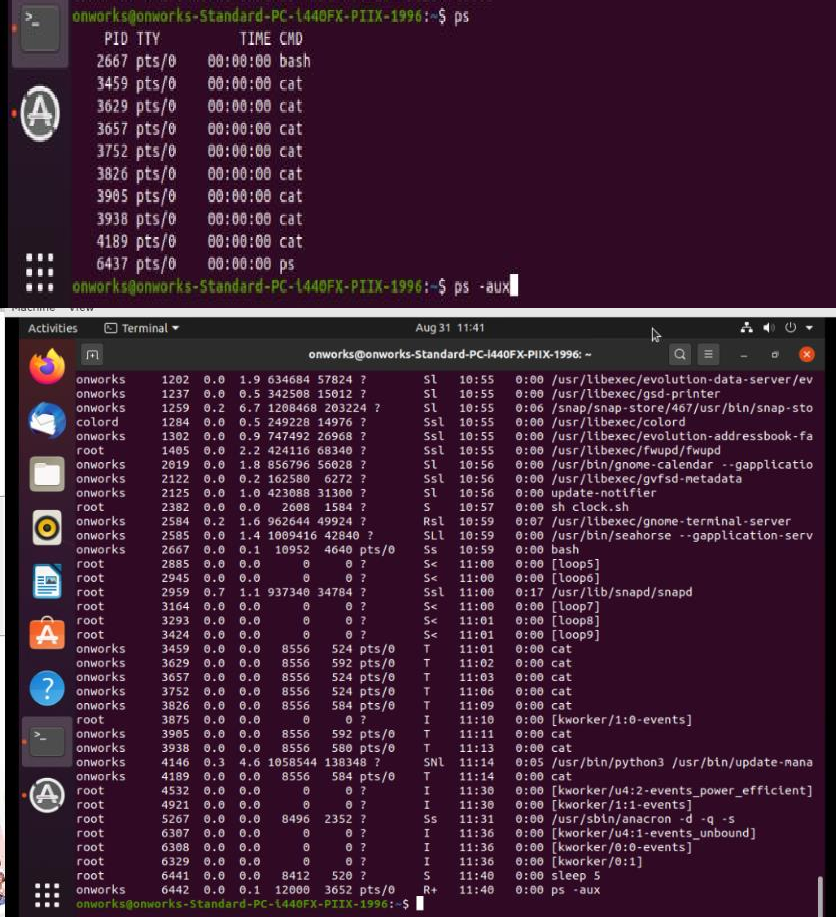 onworks@onworks-Standard-PC-i440FX-PIIX-1996:~$ ps
PID TTY TIME CMD
2667 pts/0 00:00:00 bash
3459 pts/0 00:00:00 cat
3629 pts/0 00:00:00 cat
3657 pts/0 00:00:00 cat
3752 pts/0 00:00:00 cat
3826 pts/0 00:00:00 cat
3905 pts/0 00:00:00 cat
3938 pts/0 00:00:00 cat
4189 pts/0 00:00:00 cat
6437 pts/0 00:00:00 ps
onworks@onworks-Standard-PC-i440FX-PIIX-1996:~$ ps -aux
Machine View
Activities Terminal Aug 31 11:41
onworks@onworks-Standard-PC-i440FX-PIIX-1996: ~
onworks 1202 0.0 1.9 634684 57824 ? Sl 10:55 0:00 /usr/libexec/evolution-data-server/ev
onworks 1237 0.0 0.5 342508 15012 ? Sl 10:55 0:00 /usr/libexec/gsd-printer
onworks 1259 0.2 6.7 1208468 203224 ? Sl 10:55 0:06 /snap/snap-store/467/usr/bin/snap-sto
colord 1284 0.0 0.5 249228 14976 ? Ssl 10:55 0:00 /usr/libexec/colord
onworks 1302 0.0 0.9 747492 26968 ? Ssl 10:55 0:00 /usr/libexec/evolution-addressbook-fa
root 1405 0.0 2.2 424116 68340 ? Ssl 10:55 0:00 /usr/libexec/fwupd/fwupd
onworks 2019 0.0 1.8 856796 56028 ? Sl 10:56 0:00 /usr/bin/gnome-calendar --gapplicatio
onworks 2122 0.0 0.2 162580 6272 ? Ssl 10:56 0:00 /usr/libexec/gvfsd-metadata
onworks 2125 0.0 1.0 423088 31300 ? Sl 10:56 0:00 update-notifier
root 2382 0.0 0.0 2608 1584 ? S 10:57 0:00 sh clock.sh
onworks 2584 0.2 1.6 962644 49924 ? Rsl 10:59 0:07 /usr/libexec/gnome-terminal-server
onworks 2585 0.0 1.4 1009416 42840 ? SLl 10:59 0:00 /usr/bin/seahorse --gapplication-serv
onworks 2667 0.0 0.1 10952 4640 pts/0 Ss 10:59 0:00 bash
root 2885 0.0 0.0 0 0 ? S< 11:00 0:00 [loop5]
root 2945 0.0 0.0 0 0 ? S< 11:00 0:00 [loop6]
root 2959 0.7 1.1 937340 34784 ? Ssl 11:00 0:17 /usr/lib/snapd/snapd
root 3164 0.0 0.0 0 0 ? S< 11:00 0:00 [loop7]
root 3293 0.0 0.0 0 0 ? S< 11:01 0:00 [loop8]
root 3424 0.0 0.0 0 0 ? S< 11:01 0:00 [loop9]
onworks 3459 0.0 0.0 8556 524 pts/0 T 11:01 0:00 cat
onworks 3629 0.0 0.0 8556 592 pts/0 T 11:02 0:00 cat
onworks 3657 0.0 0.0 8556 524 pts/0 T 11:03 0:00 cat
onworks 3752 0.0 0.0 8556 524 pts/0 T 11:06 0:00 cat
onworks 3826 0.0 0.0 8556 584 pts/0 T 11:09 0:00 cat
root 3875 0.0 0.0 0 0 ? I 11:10 0:00 [kworker/1:0-events]
onworks 3905 0.0 0.0 8556 592 pts/0 T 11:11 0:00 cat
onworks 3938 0.0 0.0 8556 580 pts/0 T 11:13 0:00 cat
onworks 4146 0.3 4.6 1058544 138348 ? SNl 11:14 0:05 /usr/bin/python3 /usr/bin/update-mana
onworks 4189 0.0 0.0 8556 584 pts/0 T 11:14 0:00 cat
root 4532 0.0 0.0 0 0 ? I 11:30 0:00 [kworker/u4:2-events_power_efficient]
root 4921 0.0 0.0 0 0 ? I 11:30 0:00 [kworker/1:1-events]
root 5267 0.0 0.0 8496 2352 ? Ss 11:31 0:00 /usr/sbin/anacron -d -q -s
root 6307 0.0 0.0 0 0 ? I 11:36 0:00 [kworker/u4:1-events_unbound]
root 6308 0.0 0.0 0 0 ? I 11:36 0:00 [kworker/0:0-events]
root 6329 0.0 0.0 0 0 ? I 11:36 0:00 [kworker/0:1]
root 6441 0.0 0.0 8412 520 ? S 11:40 0:00 sleep 5
onworks 6442 0.0 0.1 12000 3652 pts/0 R+ 11:40 0:00 ps -aux
onworks@onworks-Standard-PC-i440FX-PIIX-1996:~$